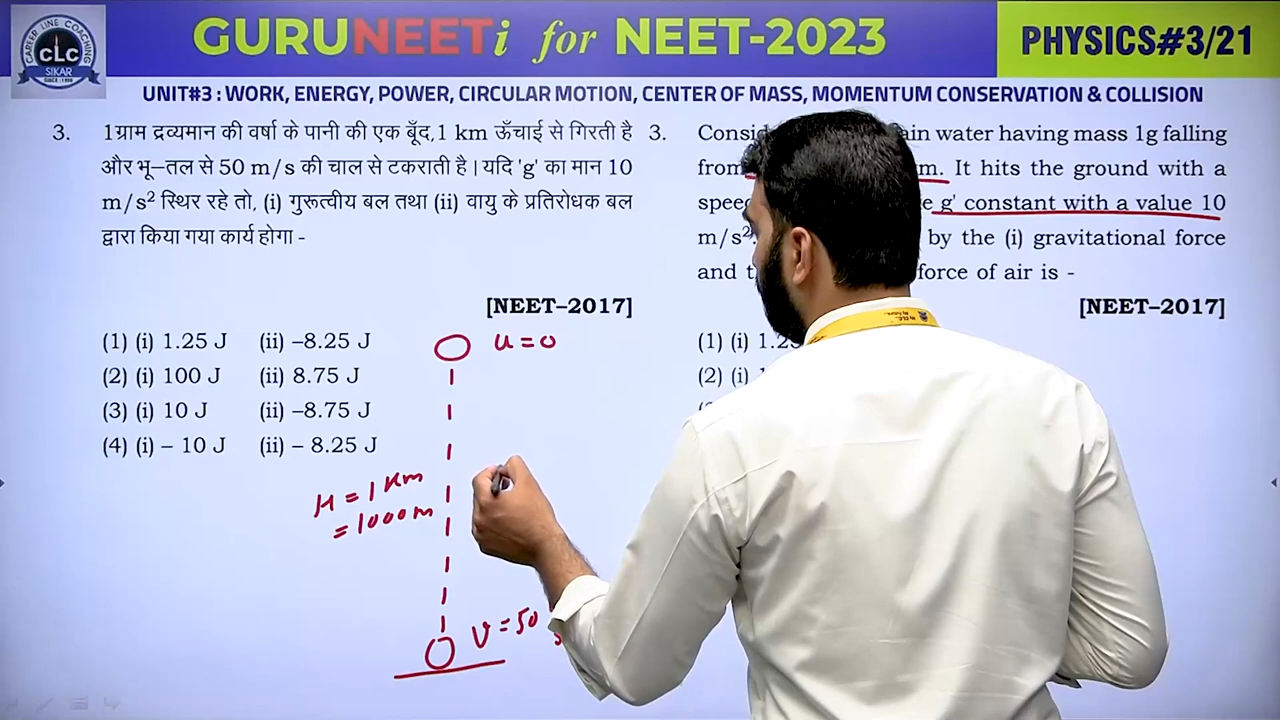 GURUNEETi for NEET-2023
PHYSICS#3/21
CAREER LINE COACHING
CLC
SIKAR
SINCE : 1996
UNIT#3 : WORK, ENERGY, POWER, CIRCULAR MOTION, CENTER OF MASS, MOMENTUM CONSERVATION & COLLISION
3. 1ग्राम द्रव्यमान की वर्षा के पानी की एक बूँद,1 km ऊँचाई से गिरती है
और भू–तल से 50 m/s की चाल से टकराती है। यदि 'g' का मान 10
m/s² स्थिर रहे तो, (i) गुरूत्वीय बल तथा (ii) वायु के प्रतिरोधक बल
द्वारा किया गया कार्य होगा -
[NEET–2017]
(1) (i) 1.25 J (ii) –8.25 J
(2) (i) 100 J (ii) 8.75 J
(3) (i) 10 J (ii) –8.75 J
(4) (i) – 10 J (ii) – 8.25 J
3. ain water having mass 1g falling
from m. It hits the ground with a
g' constant with a value 10
m/s². by the (i) gravitational force
and force of air is -
[NEET–2017]
(1) (i)
(2) (i)
u = 0
H = 1 Km
= 1000 m
V = 50